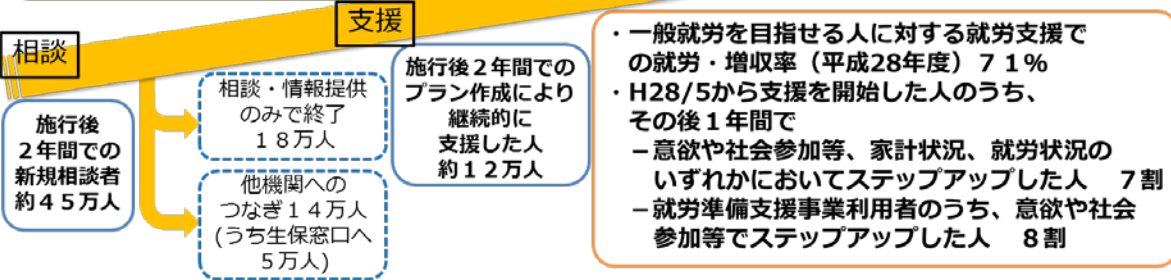 相談
施行後
２年間での
新規相談者
約４５万人
相談・情報提供
のみで終了
１８万人
他機関への
つなぎ１４万人
(うち生保窓口へ
５万人)
支援
施行後２年間での
プラン作成により
継続的に
支援した人
約１２万人
・一般就労を目指せる人に対する就労支援で
の就労・増収率（平成28年度）７１％
・H28/5から支援を開始した人のうち、
その後１年間で
－意欲や社会参加等、家計状況、就労状況の
いずれかにおいてステップアップした人　７割
－就労準備支援事業利用者のうち、意欲や社会
参加等でステップアップした人　８割